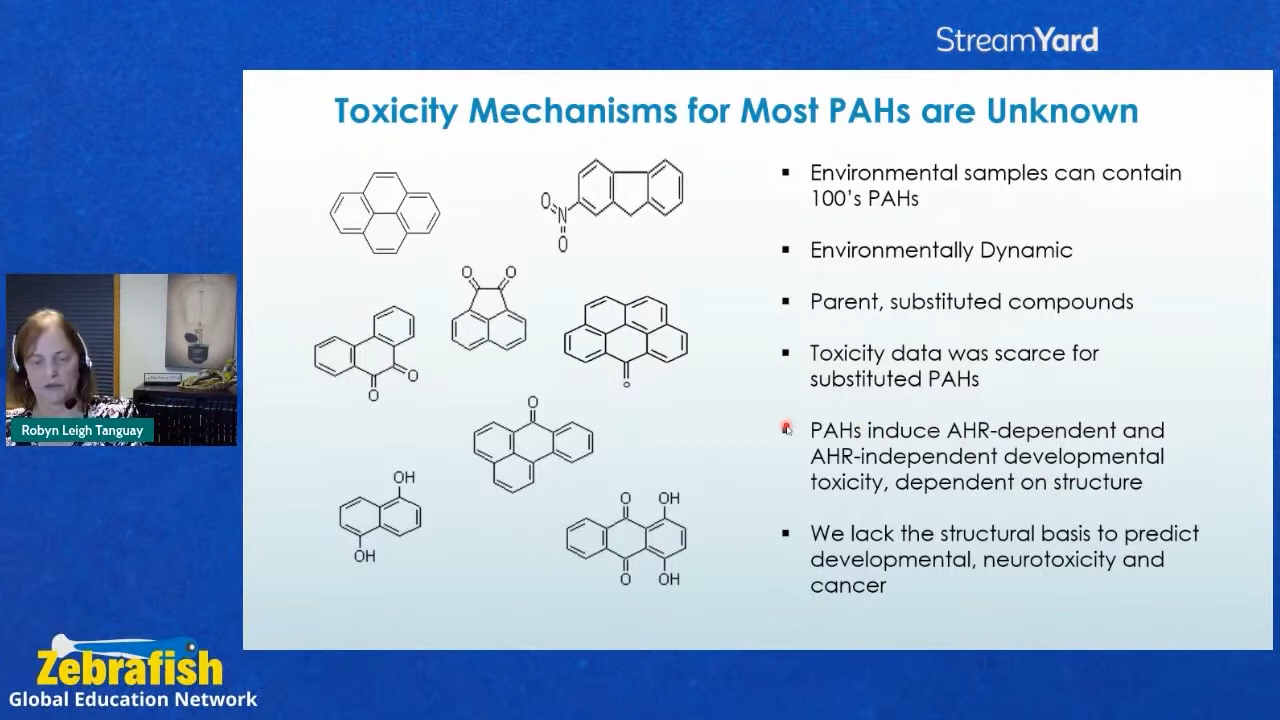 StreamYard
Toxicity Mechanisms for Most PAHs are Unknown
O
N
O
O
O
O
O
O
O
OH
OH
O
OH
O
OH
▪ Environmental samples can contain
100's PAHs
▪ Environmentally Dynamic
▪ Parent, substituted compounds
▪ Toxicity data was scarce for
substituted PAHs
▪ PAHs induce AHR-dependent and
AHR-independent developmental
toxicity, dependent on structure
▪ We lack the structural basis to predict
developmental, neurotoxicity and
cancer
Robyn Leigh Tanguay
Zebrafish
Global Education Network